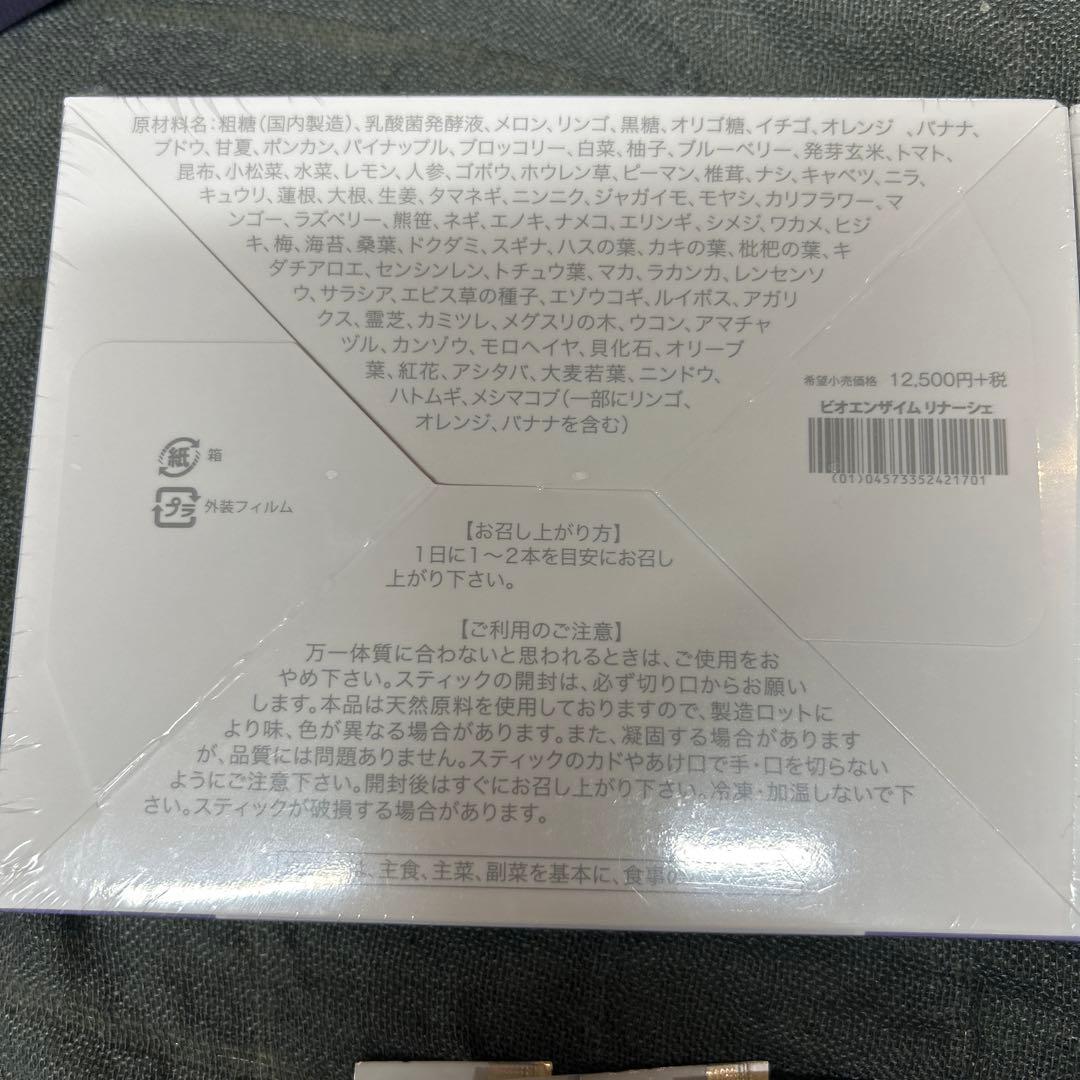 原材料名:粗糖(国内製造)、乳酸菌発酵液、メロン、リンゴ、黒糖、オリゴ糖、イチゴ、オレンジ 、バナナ、
ブドウ、甘夏、ポンカン、パイナップル、ブロッコリー、白菜、柚子、ブルーベリー、発芽玄米、トマト、
昆布、小松菜、水菜、レモン、人参、ゴボウ、ホウレン草、ピーマン、椎茸、ナシ、キャベツ、ニラ、
キュウリ、蓮根、大根、生姜、タマネギ、ニンニク、ジャガイモ、モヤシ、カリフラワー、マ
ンゴー、ラズベリー、熊笹、ネギ、エノキ、ナメコ、エリンギ、シメジ、ワカメ、ヒジ
キ、梅、海苔、桑葉、ドクダミ、スギナ、ハスの葉、カキの葉、枇杷の葉、キ
ダチアロエ、センシンレン、トチュウ葉、マカ、ラカンカ、レンセンソ
ウ、サラシア、エビス草の種子、エゾウコギ、ルイボス、アガリ
クス、霊芝、カミツレ、メグスリの木、ウコン、アマチャ
ヅル、カンゾウ、モロヘイヤ、貝化石、オリーブ
葉、紅花、アシタバ、大麦若葉、ニンドウ、
ハトムギ、メシマコブ(一部にリンゴ、
オレンジ、バナナを含む)
希望小売価格 12,500円+税
ビオエンザイム リナーシェ
(01)04573352421701
紙 箱
プラ 外装フィルム
【お召し上がり方】
1日に1～2本を目安にお召し
上がり下さい。
【ご利用のご注意】
万一体質に合わないと思われるときは、ご使用をお
やめ下さい。スティックの開封は、必ず切り口からお願い
します。本品は天然原料を使用しておりますので、製造ロットに
より味、色が異なる場合があります。また、凝固する場合があります
が、品質には問題ありません。スティックのカドやあけ口で手・口を切らない
ようにご注意下さい。開封後はすぐにお召し上がり下さい。冷凍・加温しないで下
さい。スティックが破損する場合があります。
、主食、主菜、副菜を基本に、食事の